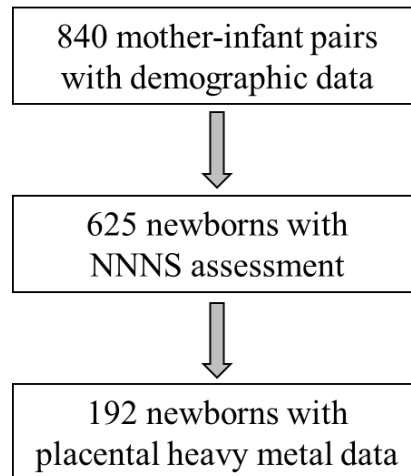 840 mother-infant pairs
with demographic data
625 newborns with
NNNS assessment
192 newborns with
placental heavy metal data